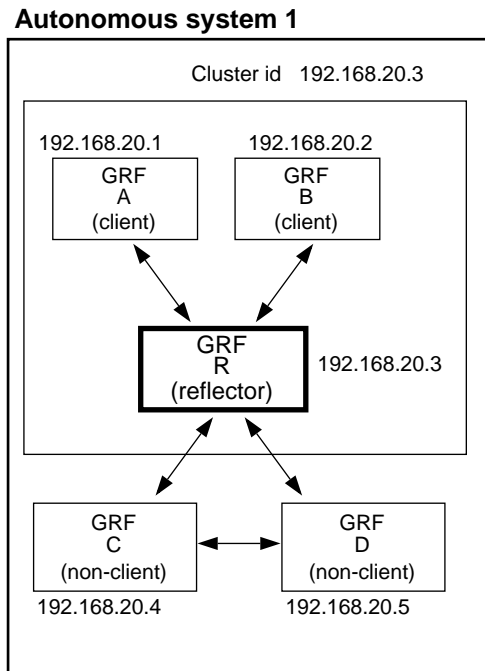 Autonomous system 1
Cluster id 192.168.20.3
192.168.20.1
192.168.20.2
GRF
A
(client)
GRF
B
(client)
GRF
R
(reflector)
192.168.20.3
GRF
C
(non-client)
GRF
D
(non-client)
192.168.20.4
192.168.20.5